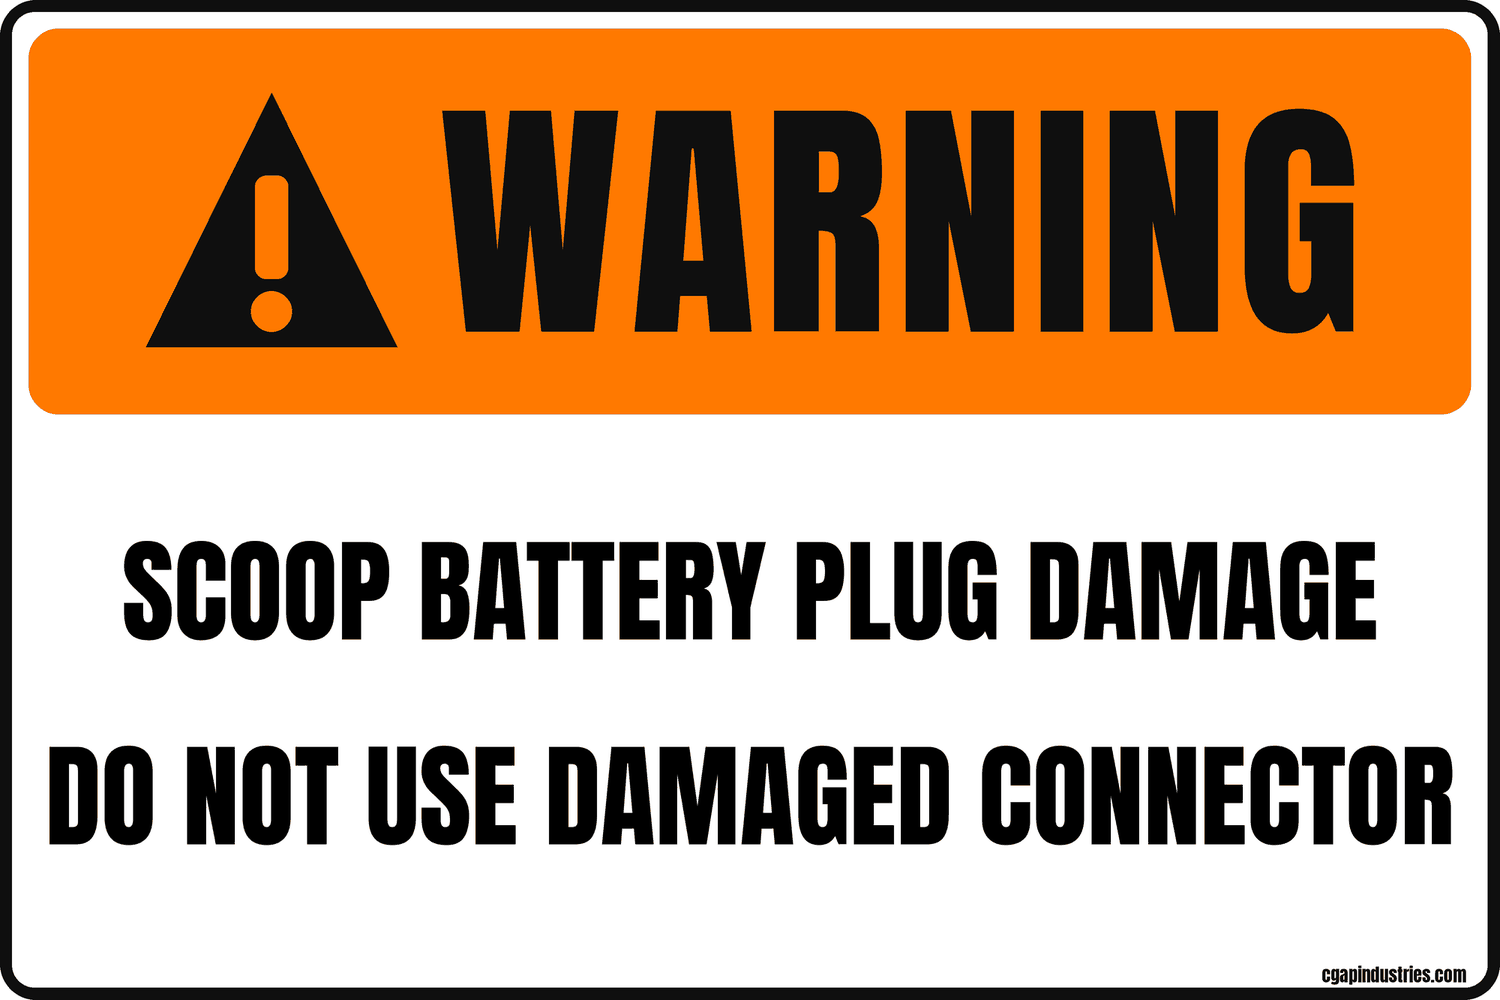 WARNING
SCOOP BATTERY PLUG DAMAGE
DO NOT USE DAMAGED CONNECTOR
cgapindustries.com